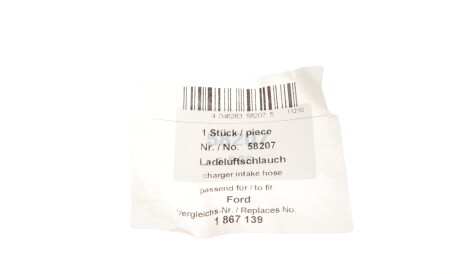 4 046283 58207 5 11210
1 Stück / piece
Nr. / No. 58207
Ladeluftschlauch
charger intake hose
passend für / to fit
Ford
Vergleichs-Nr. / Replaces No.
1 867 139